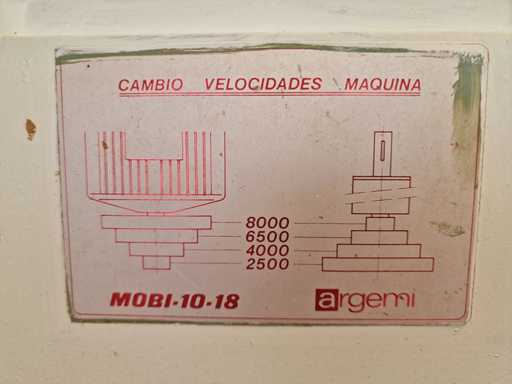 CAMBIO VELOCIDADES MAQUINA
8000
6500
4000
2500
MOBI-10-18
argemi